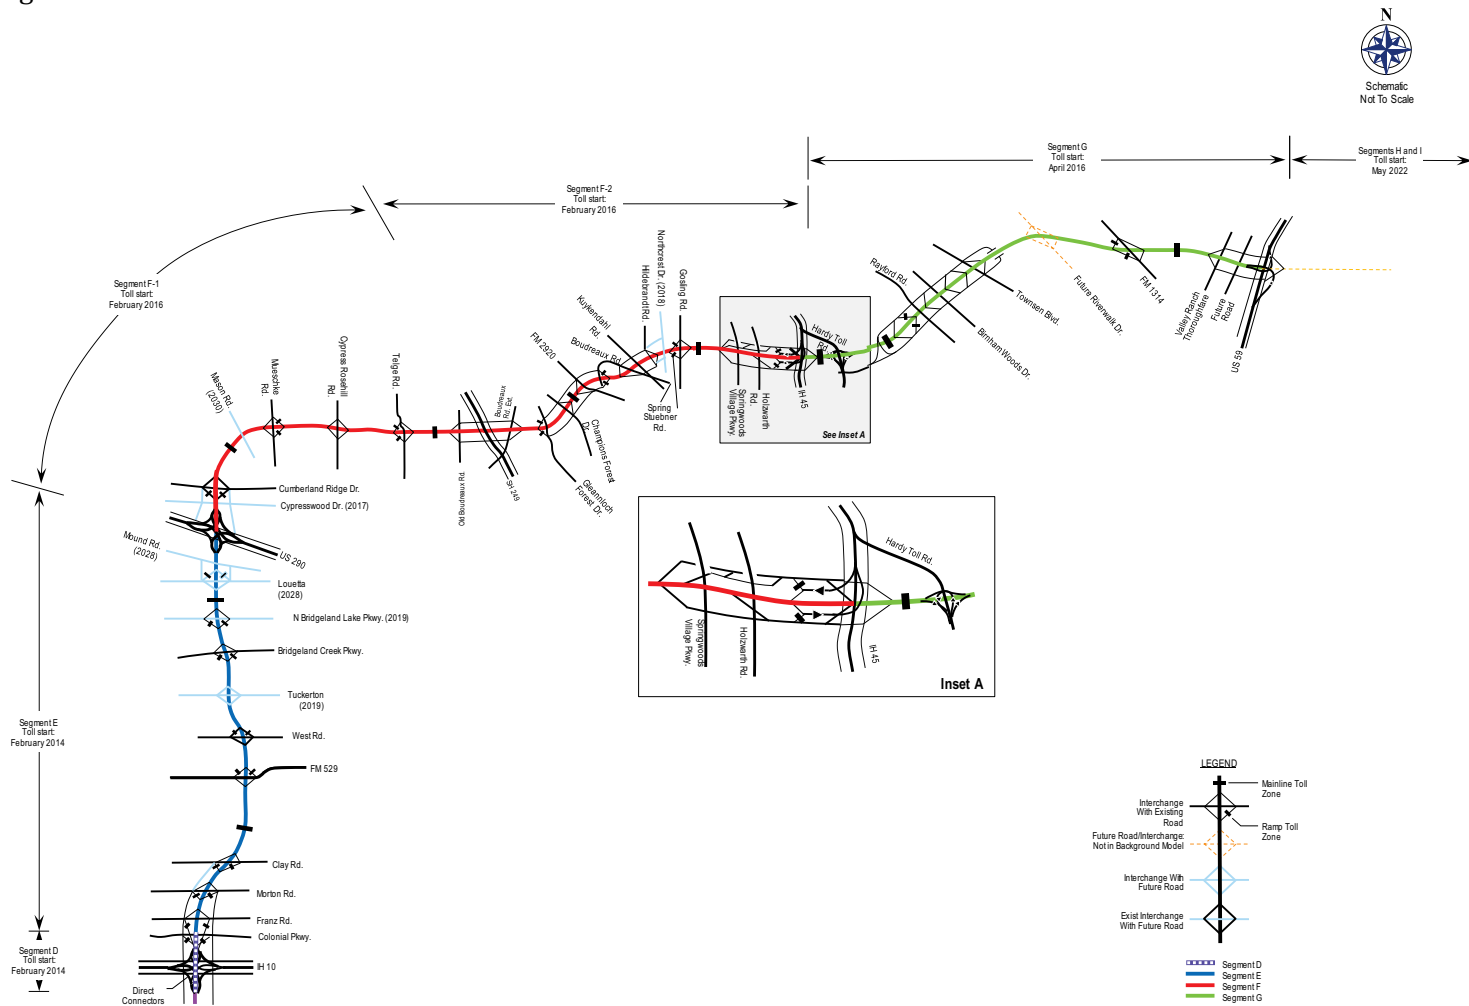 N
Schematic
Not To Scale
Segment G
Toll start:
April 2016
Segments H and I
Toll start:
May 2022
Segment F-2
Toll start:
February 2016
Segment F-1
Toll start:
February 2016
Mason Rd.
(2030)
Mueschke
Rd.
Cypress Rosehill
Rd.
Telge Rd.
Old Boudreaux Rd.
SH 249
Boudreaux
Rd. Ext.
FM 2920
Gleannloch
Forest Dr.
Champions Forest
Dr.
Boudreaux Rd.
Kuykendahl
Rd.
Hildebrandt Rd.
Northcrest Dr. (2018)
Spring
Stuebner
Rd.
Gosling Rd.
Springwoods
Village Pkwy.
Holzwarth
Rd.
IH 45
Hardy Toll
Rd.
See Inset A
Rayford Rd.
Birnham Woods Dr.
Townsen Blvd.
Future Riverwalk Dr.
FM 1314
Valley Ranch
Thoroughfare
Future
Road
US 59
Cumberland Ridge Dr.
Cypresswood Dr. (2017)
US 290
Mound Rd.
(2028)
Louetta
(2028)
N Bridgeland Lake Pkwy. (2019)
Bridgeland Creek Pkwy.
Tuckerton
(2019)
West Rd.
FM 529
Segment E
Toll start:
February 2014
Clay Rd.
Morton Rd.
Franz Rd.
Colonial Pkwy.
IH 10
Segment D
Toll start:
February 2014
Direct
Connectors
Springwoods
Village Pkwy.
Holzwarth Rd.
IH 45
Hardy Toll Rd.
Inset A
LEGEND
Mainline Toll
Zone
Interchange
With Existing
Road
Ramp Toll
Zone
Future Road/Interchange:
Not in Background Model
Interchange With
Future Road
Exist Interchange
With Future Road
Segment D
Segment E
Segment F
Segment G